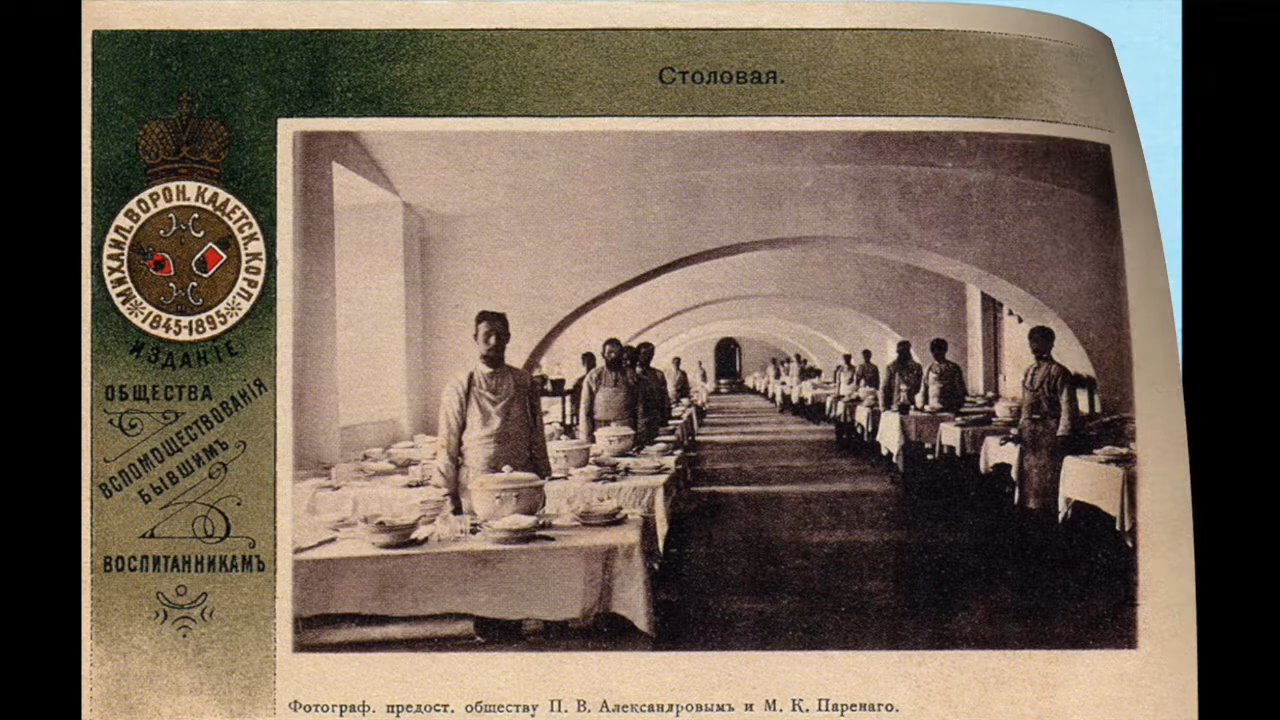 Столовая.
МИХАИЛ. ВОРОН. КАДЕТСК. КОРП.
1845-1895
ИЗДАНІЕ
ОБЩЕСТВА
ВСПОМОЩЕСТВОВАНІЯ
БЫВШИМЪ
ВОСПИТАННИКАМЪ
Фотограф. предост. обществу П. В. Александровымъ и М. К. Паренаго.